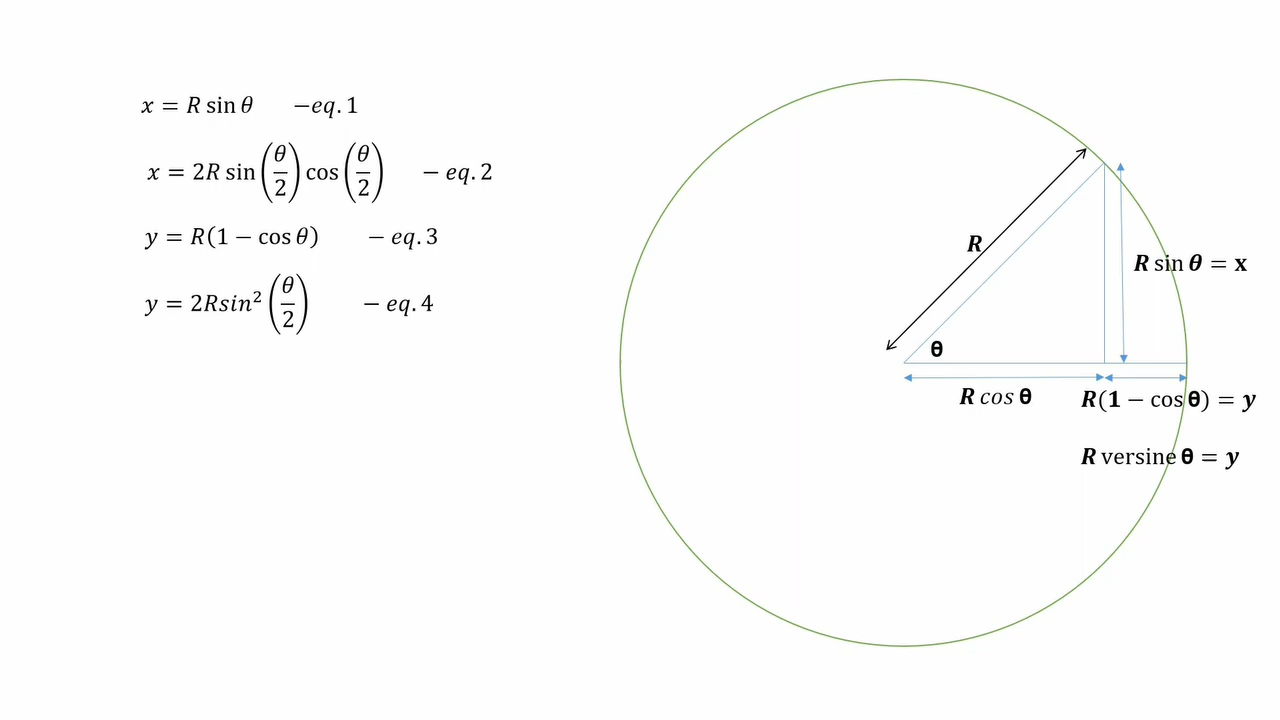 x = R sin θ −eq. 1
x = 2R sin(θ/2) cos(θ/2) − eq. 2
y = R(1 − cos θ) − eq. 3
y = 2Rsin²(θ/2) − eq. 4
R
R sin θ = x
θ
R cos θ
R(1 − cos θ) = y
R versine θ = y